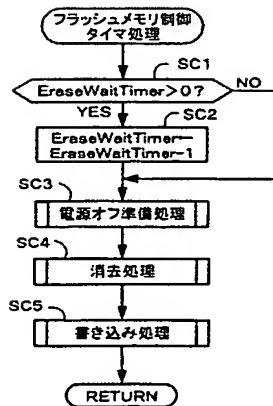 フラッシュメモリ制御
タイマ処理
SC1
EraseWaitTimer>0?
NO
YES
SC2
EraseWaitTimer←
EraseWaitTimer-1
SC3
電源オフ準備処理
SC4
消去処理
SC5
書き込み処理
RETURN